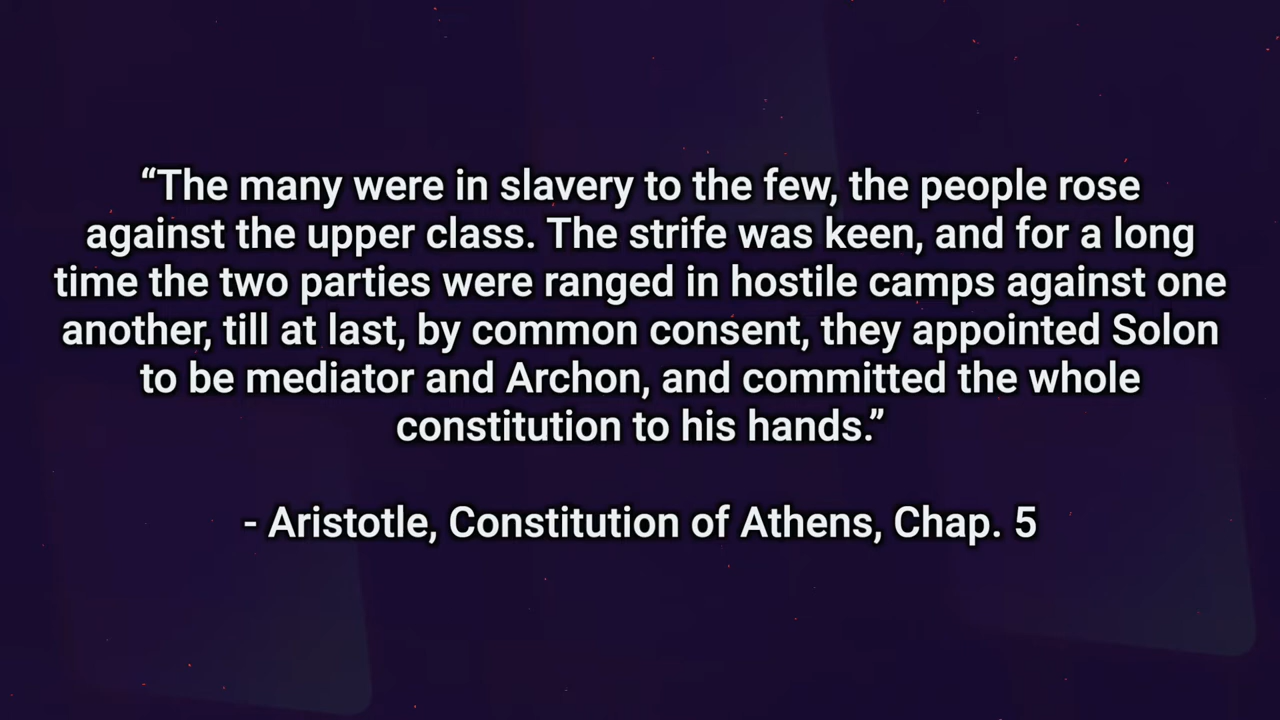 “The many were in slavery to the few, the people rose
against the upper class. The strife was keen, and for a long
time the two parties were ranged in hostile camps against one
another, till at last, by common consent, they appointed Solon
to be mediator and Archon, and committed the whole
constitution to his hands.”
- Aristotle, Constitution of Athens, Chap. 5